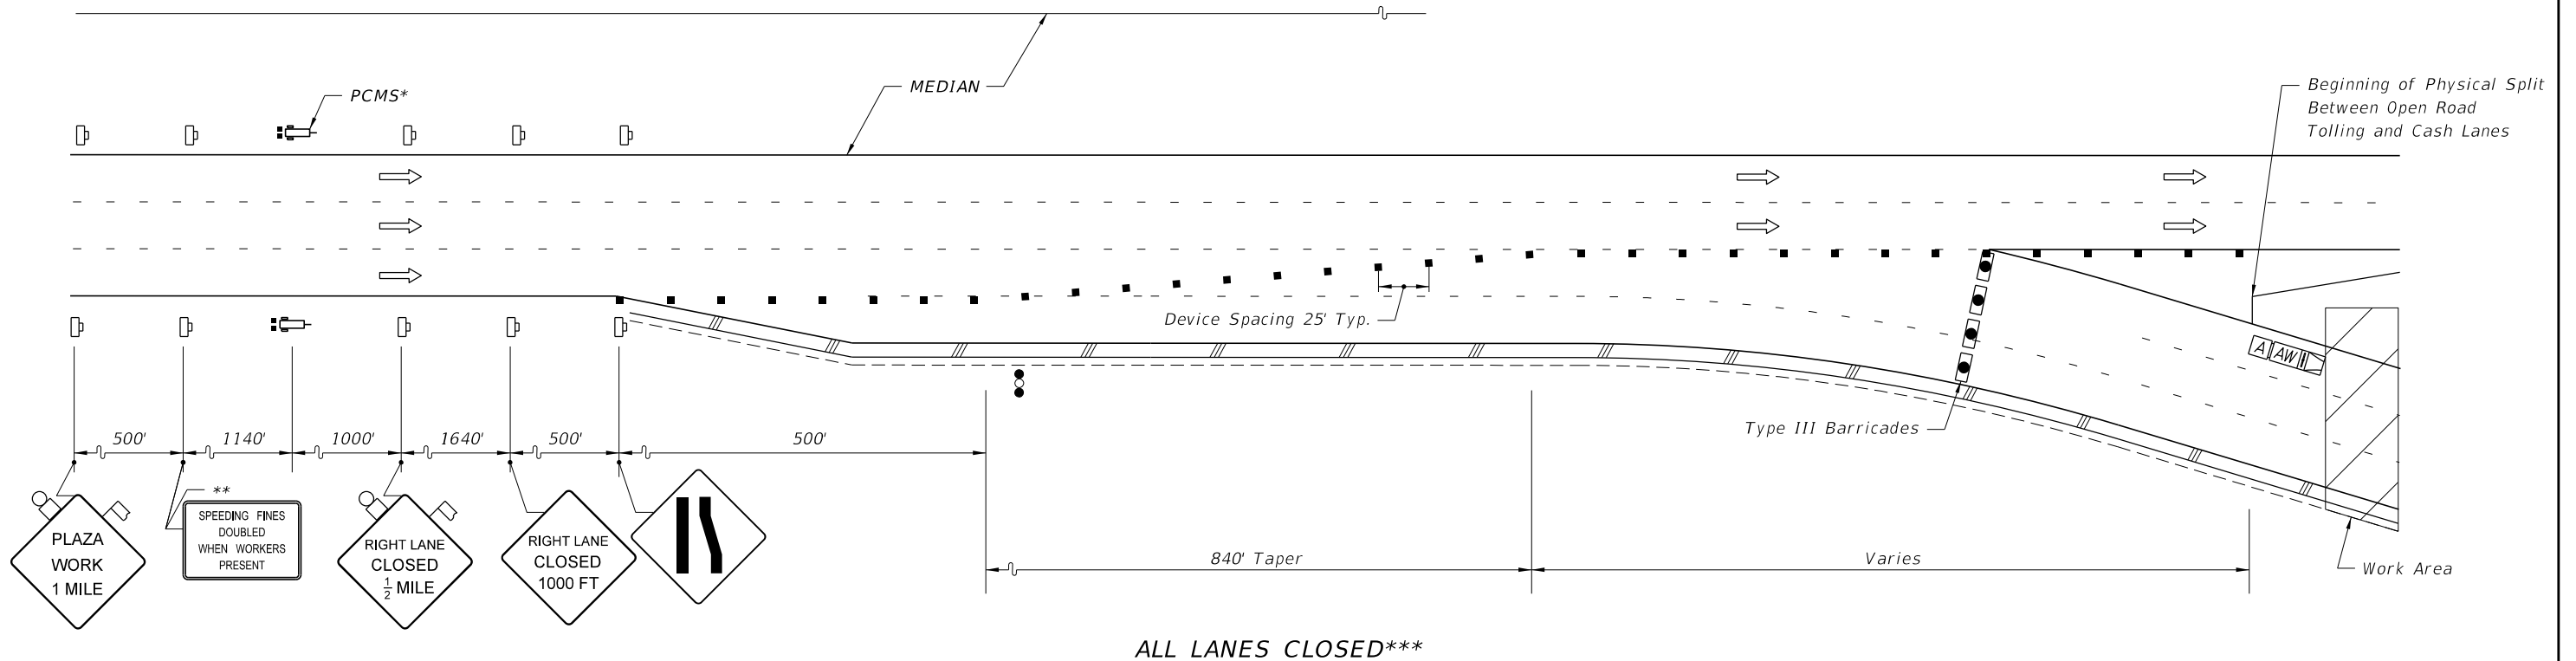 MEDIAN
PCMS*
Beginning of Physical Split
Between Open Road
Tolling and Cash Lanes
Device Spacing 25' Typ.
A
AW
Type III Barricades
500'
1140'
1000'
1640'
500'
500'
**
PLAZA
WORK
1 MILE
SPEEDING FINES
DOUBLED
WHEN WORKERS
PRESENT
RIGHT LANE
CLOSED
1/2 MILE
RIGHT LANE
CLOSED
1000 FT
840' Taper
Varies
Work Area
ALL LANES CLOSED***